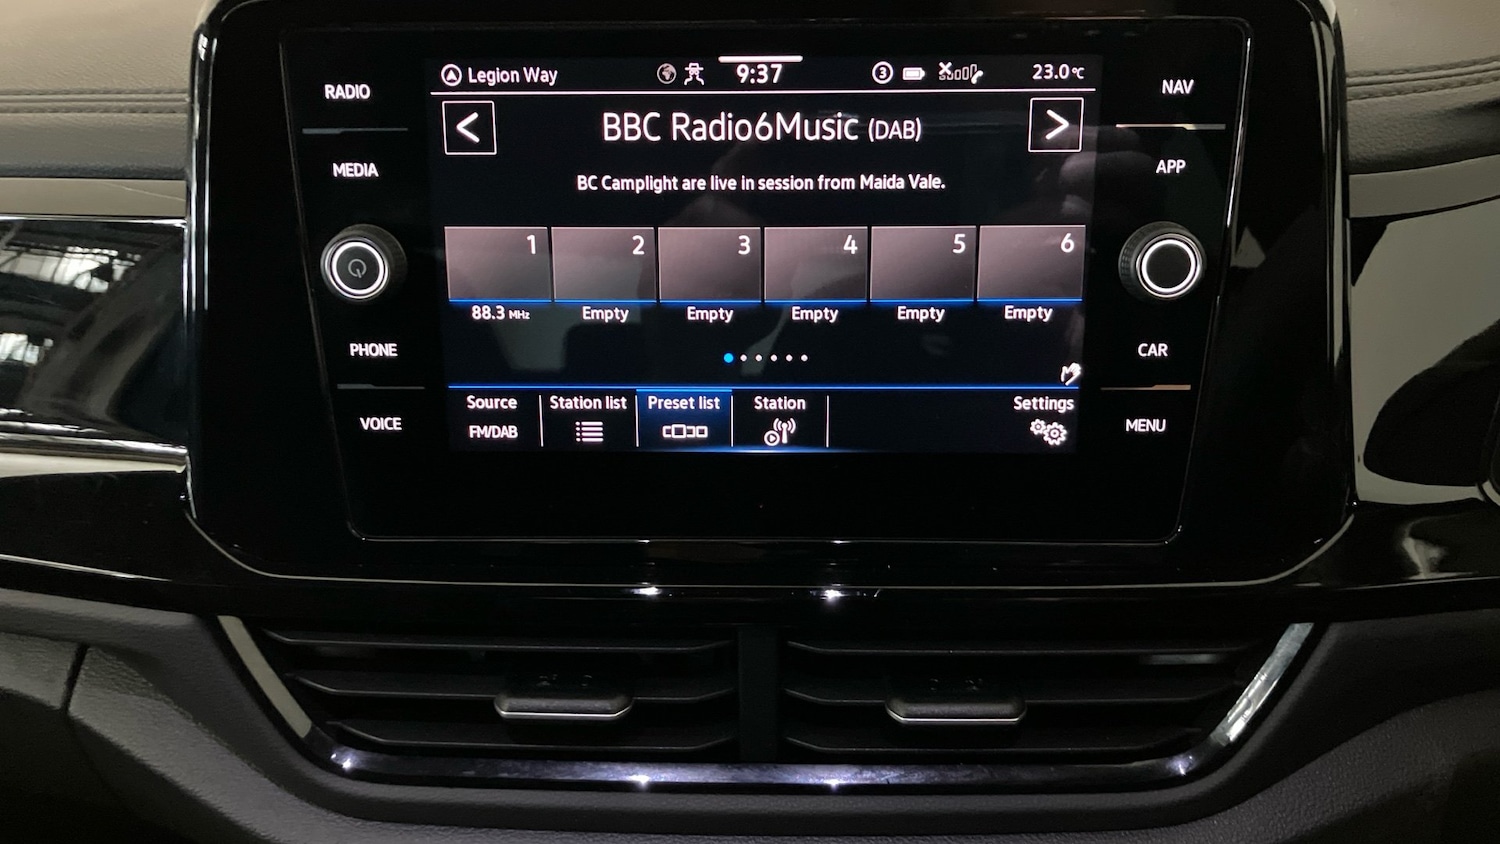 RADIO
MEDIA
PHONE
VOICE
Legion Way
9:37
3
23.0°C
BBC Radio6Music (DAB)
BC Camplight are live in session from Maida Vale.
1 2 3 4 5 6
88.3 MHz Empty Empty Empty Empty Empty
Source Station list Preset list Station Settings
FM/DAB
NAV
APP
CAR
MENU